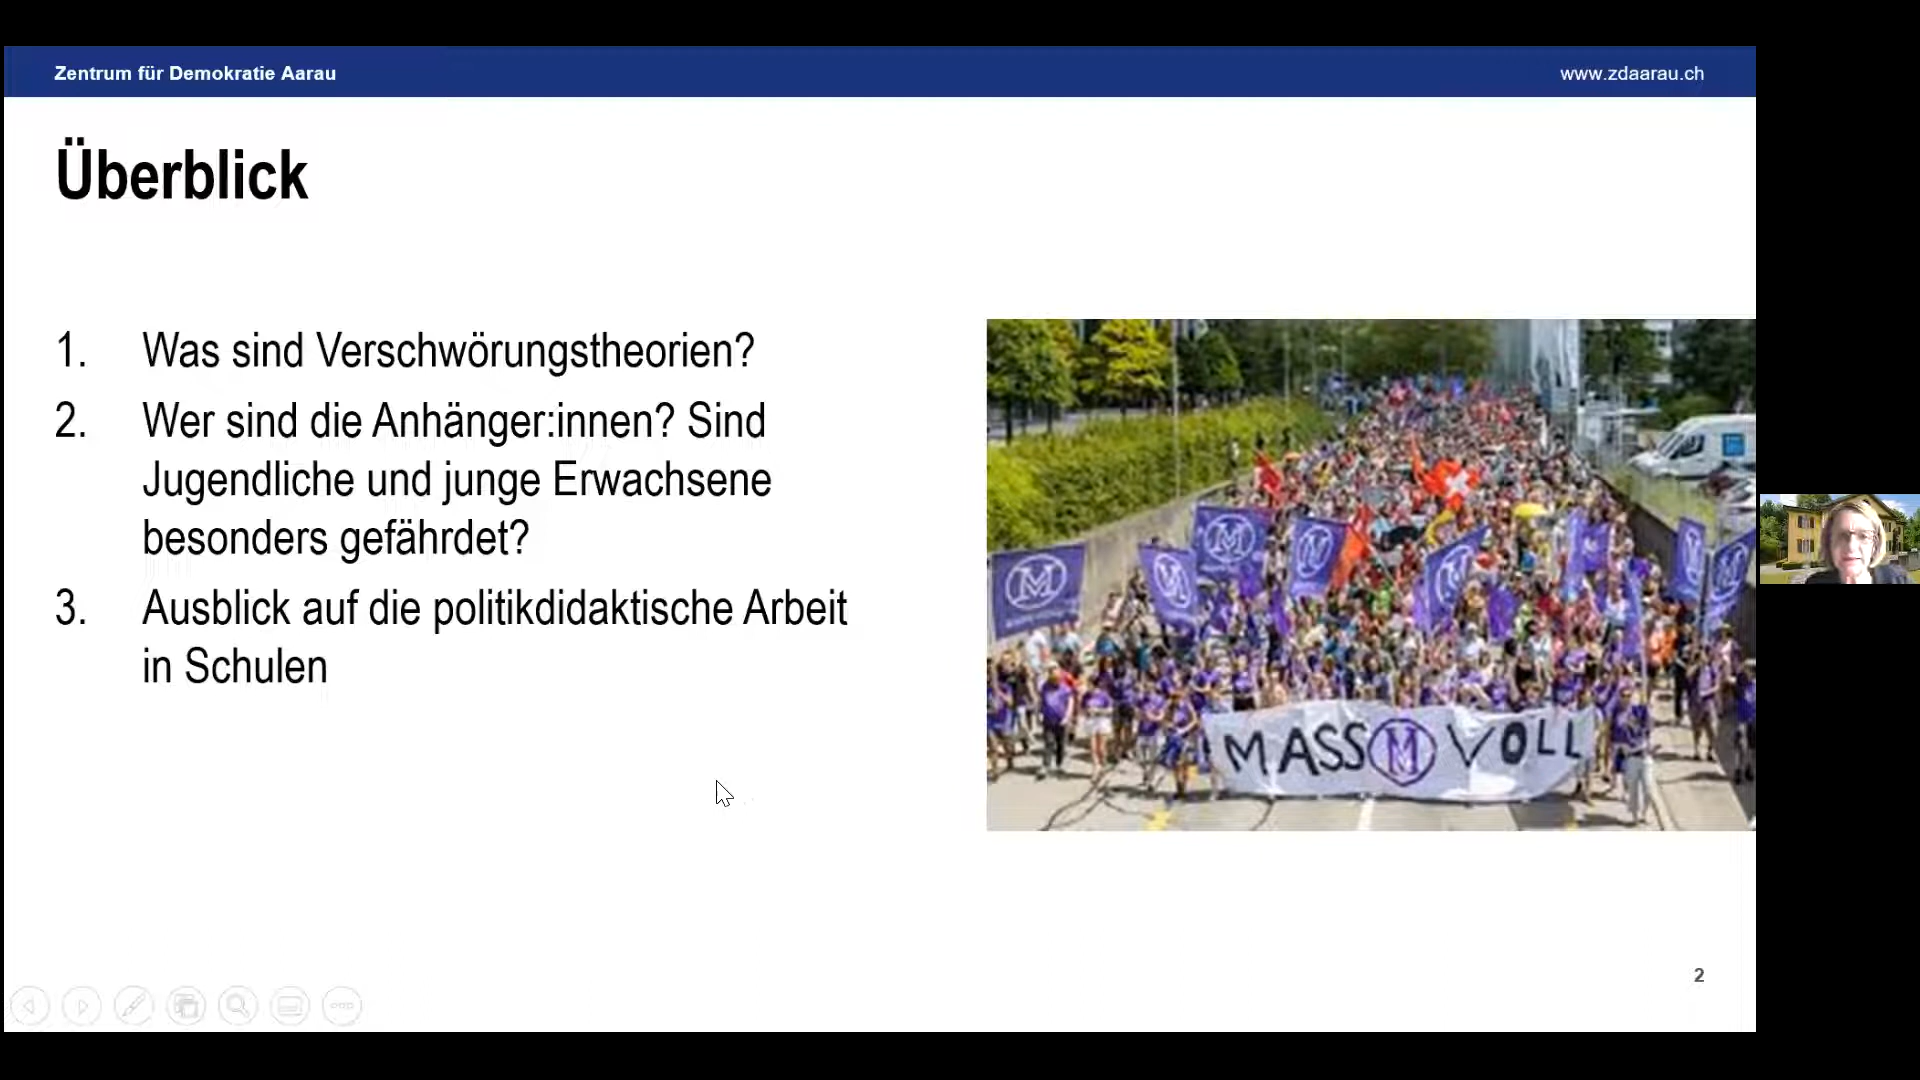 Zentrum für Demokratie Aarau
www.zdaarau.ch
Überblick
1. Was sind Verschwörungstheorien?
2. Wer sind die Anhänger:innen? Sind
Jugendliche und junge Erwachsene
besonders gefährdet?
3. Ausblick auf die politikdidaktische Arbeit
in Schulen
MASS M VOLL
2